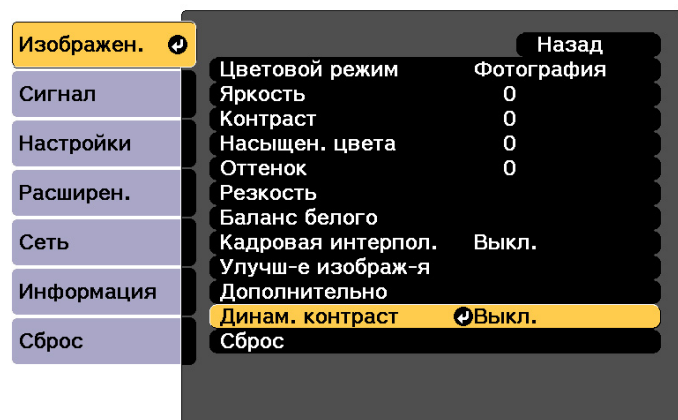 Изображен.
Сигнал
Настройки
Расширен.
Сеть
Информация
Сброс
Назад
Цветовой режим Фотография
Яркость 0
Контраст 0
Насыщен. цвета 0
Оттенок 0
Резкость
Баланс белого
Кадровая интерпол. Выкл.
Улучш-е изображ-я
Дополнительно
Динам. контраст Выкл.
Сброс